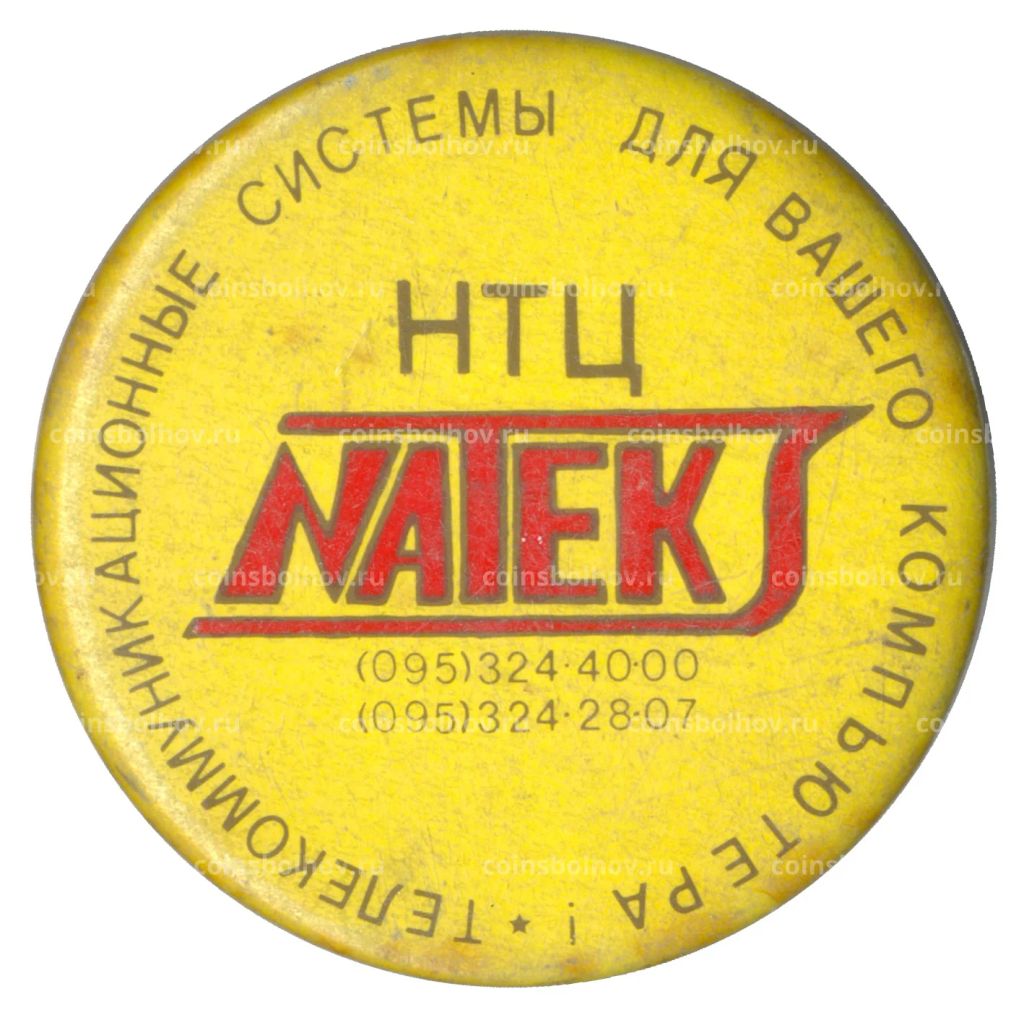 ТЕЛЕКОММУНИКАЦИОННЫЕ СИСТЕМЫ ДЛЯ ВАШЕГО КОМПЬЮТЕРА! ★
НТЦ
NATEKS
(095)324·40·00
(095)324·28·07
coinsbolhov.ru